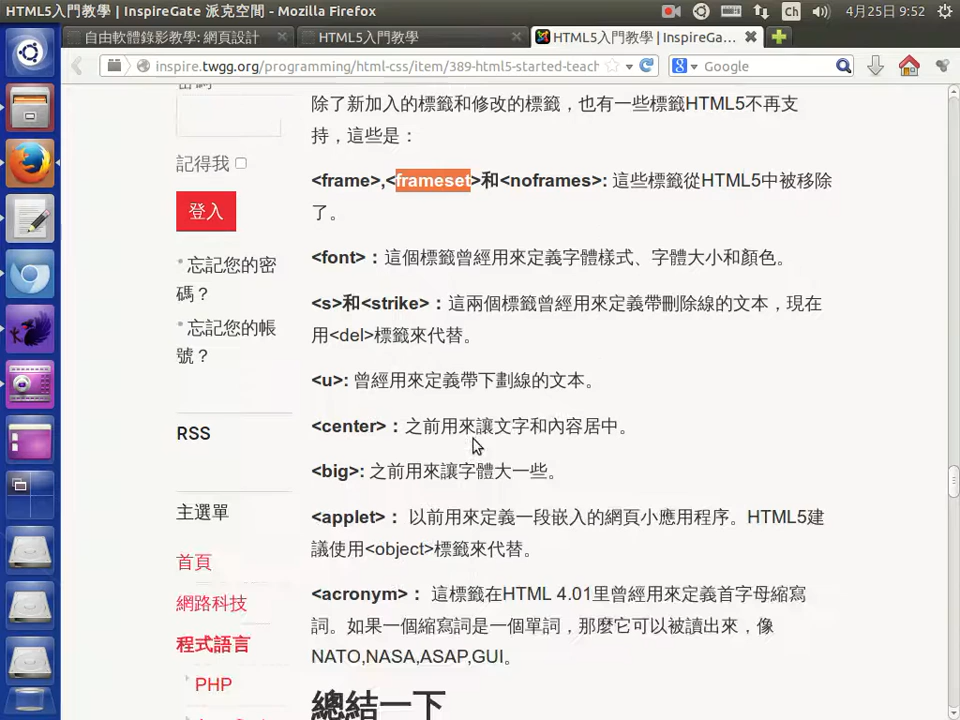 HTML5入門教學 | InspireGate 派克空間 - Mozilla Firefox
Ch
4月25日 9:52
自由軟體錄影教學: 網頁設計
HTML5入門教學
HTML5入門教學 | InspireGa...
inspire.twgg.org/programming/html-css/item/389-html5-started-teach
Google
除了新加入的標籤和修改的標籤，也有一些標籤HTML5不再支
持，這些是：
<frame>,<frameset>和<noframes>: 這些標籤從HTML5中被移除
了。
<font>：這個標籤曾經用來定義字體樣式、字體大小和顏色。
<s>和<strike>：這兩個標籤曾經用來定義帶刪除線的文本，現在
用<del>標籤來代替。
<u>: 曾經用來定義帶下劃線的文本。
<center>：之前用來讓文字和內容居中。
<big>: 之前用來讓字體大一些。
<applet>： 以前用來定義一段嵌入的網頁小應用程序。HTML5建
議使用<object>標籤來代替。
<acronym>： 這標籤在HTML 4.01里曾經用來定義首字母縮寫
詞。如果一個縮寫詞是一個單詞，那麼它可以被讀出來，像
NATO,NASA,ASAP,GUI。
總結一下
密碼
記得我
登入
* 忘記您的密
碼？
* 忘記您的帳
號？
RSS
主選單
首頁
網路科技
程式語言
PHP